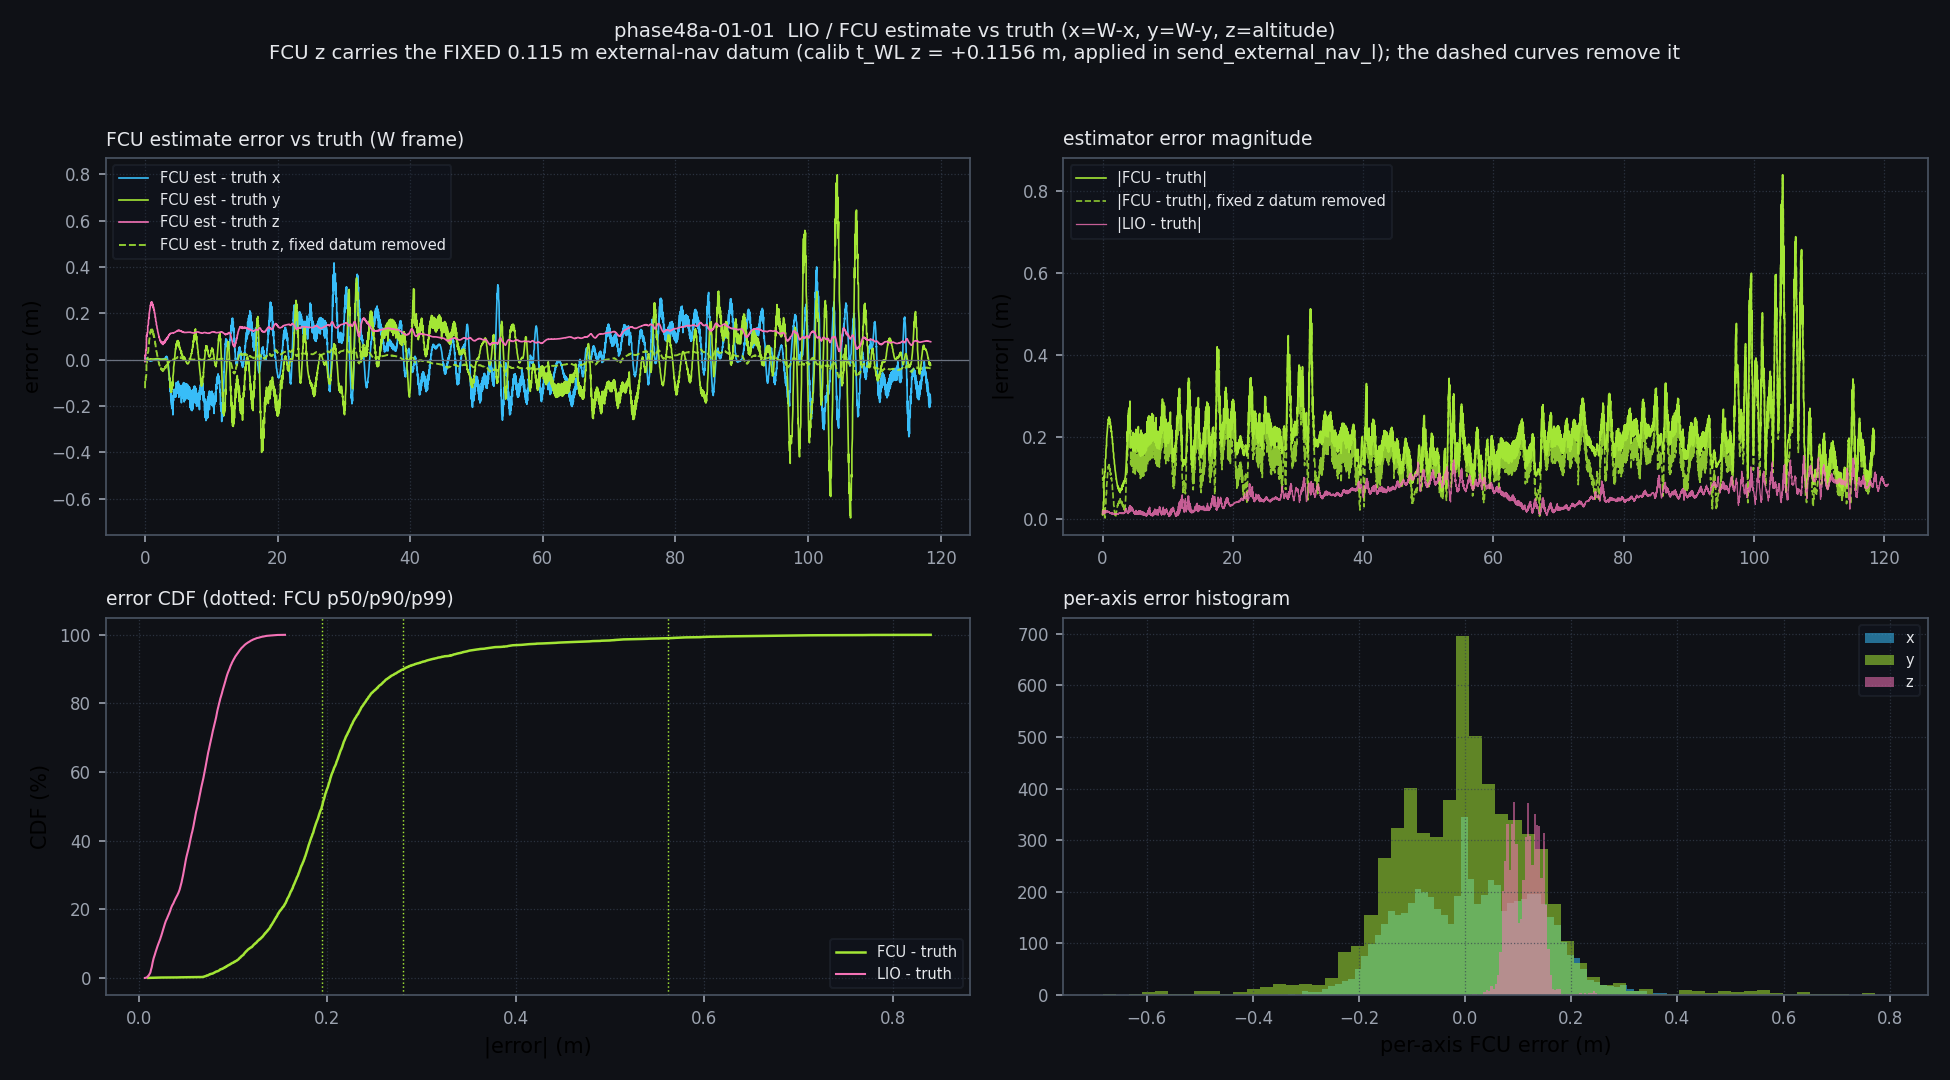 phase48a-01-01  LIO / FCU estimate vs truth (x=W-x, y=W-y, z=altitude)
FCU z carries the FIXED 0.115 m external-nav datum (calib t_WL z = +0.1156 m, applied in send_external_nav_l); the dashed curves remove it
FCU estimate error vs truth (W frame)
FCU est - truth x
FCU est - truth y
FCU est - truth z
FCU est - truth z, fixed datum removed
error (m)
0.8
0.6
0.4
0.2
0.0
−0.2
−0.4
−0.6
0 20 40 60 80 100 120
estimator error magnitude
|FCU - truth|
|FCU - truth|, fixed z datum removed
|LIO - truth|
|error| (m)
0.8
0.6
0.4
0.2
0.0
0 20 40 60 80 100 120
error CDF (dotted: FCU p50/p90/p99)
CDF (%)
100
80
60
40
20
0
FCU - truth
LIO - truth
0.0 0.2 0.4 0.6 0.8
|error| (m)
per-axis error histogram
x
y
z
700
600
500
400
300
200
100
0
−0.6 −0.4 −0.2 0.0 0.2 0.4 0.6 0.8
per-axis FCU error (m)